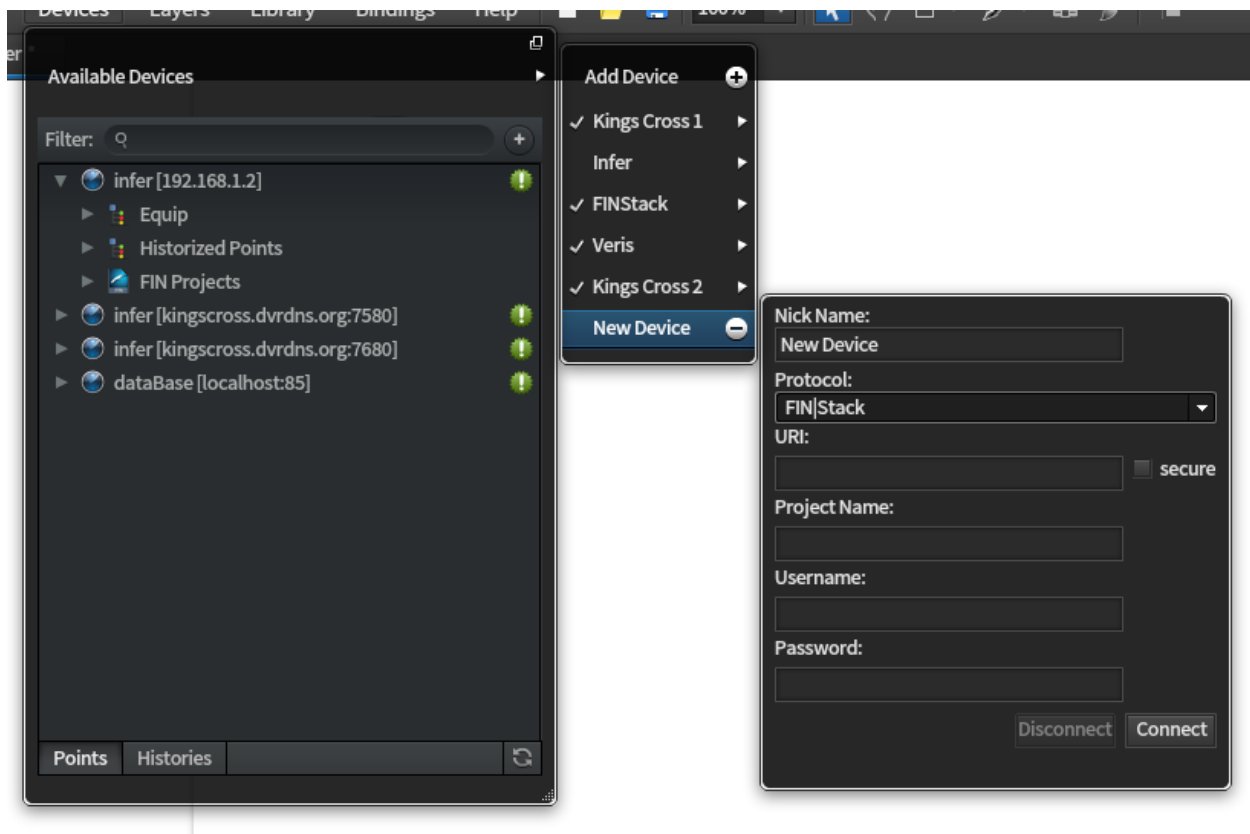 Devices Layers Library Bindings Help 100%
er *
Available Devices
Filter:
infer [192.168.1.2]
Equip
Historized Points
FIN Projects
infer [kingscross.dvrdns.org:7580]
infer [kingscross.dvrdns.org:7680]
dataBase [localhost:85]
Points Histories
Add Device
Kings Cross 1
Infer
FINStack
Veris
Kings Cross 2
New Device
Nick Name:
New Device
Protocol:
FIN|Stack
URI:
secure
Project Name:
Username:
Password:
Disconnect Connect